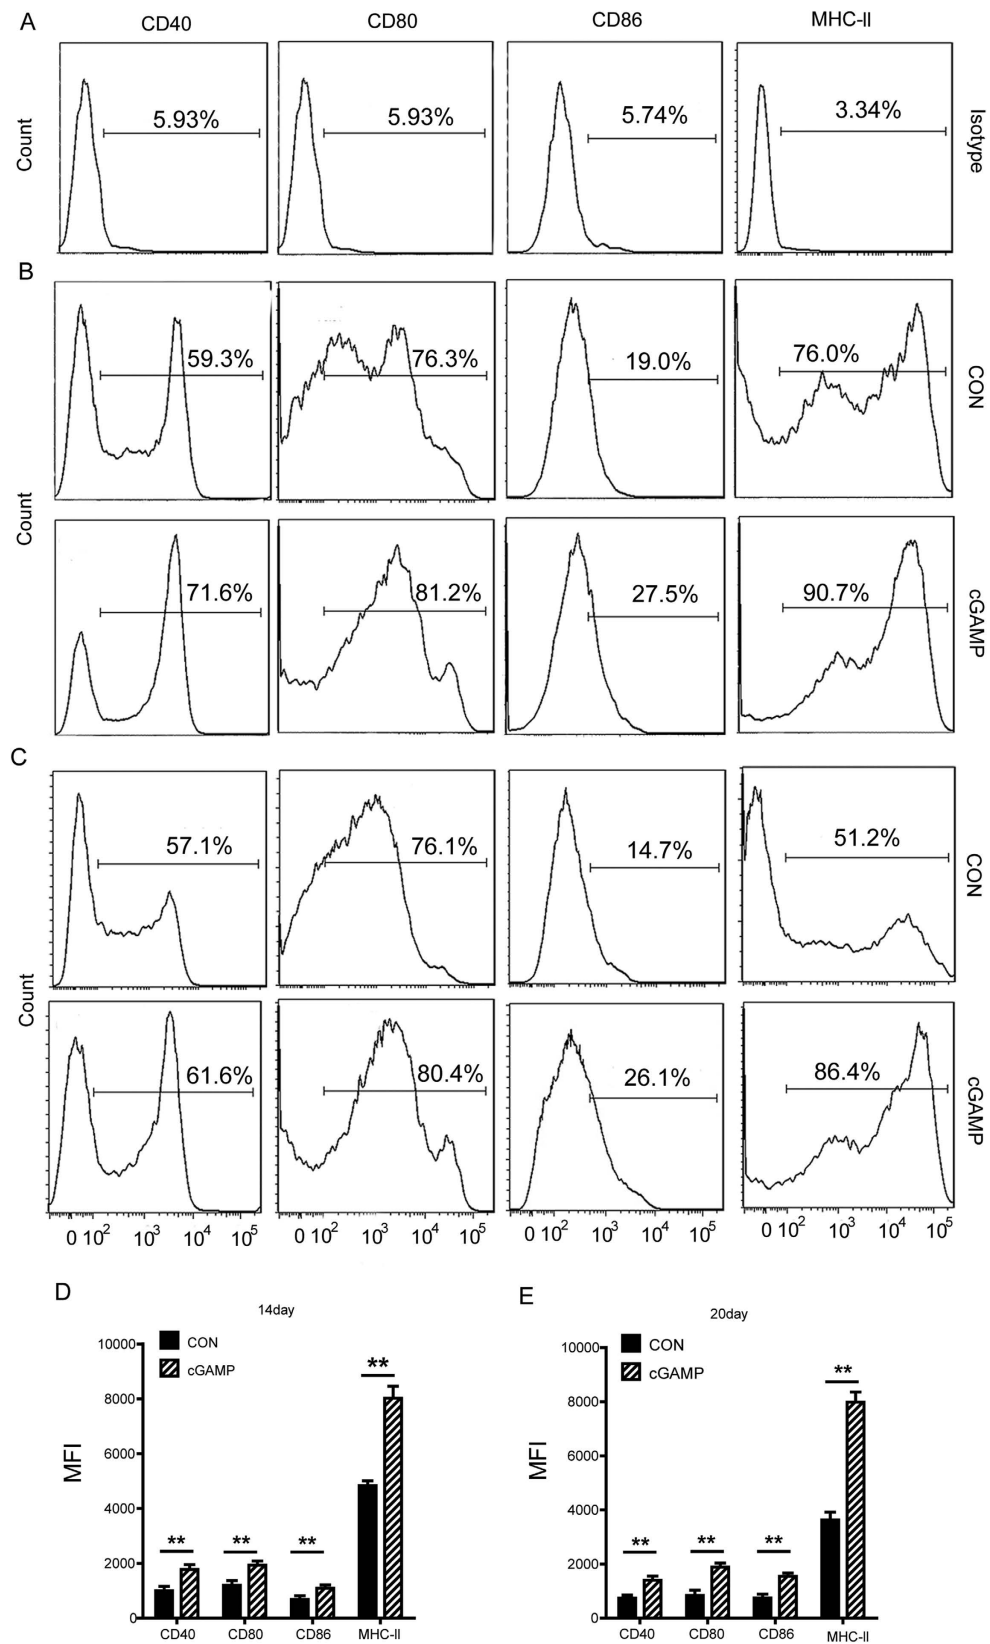 A
CD40 CD80 CD86 MHC-II
Count 5.93% 5.93% 5.74% 3.34% Isotype
B
59.3% 76.3% 19.0% 76.0% CON
Count
71.6% 81.2% 27.5% 90.7% cGAMP
C
57.1% 76.1% 14.7% 51.2% CON
Count
61.6% 80.4% 26.1% 86.4% cGAMP
0 10² 10³ 10⁴ 10⁵ 0 10² 10³ 10⁴ 10⁵ 0 10² 10³ 10⁴ 10⁵ 0 10² 10³ 10⁴ 10⁵
D
14day
CON
cGAMP
MFI
10000
8000
6000
4000
2000
0
** ** ** **
CD40 CD80 CD86 MHC-II
E
20day
CON
cGAMP
MFI
10000
8000
6000
4000
2000
0
** ** ** **
CD40 CD80 CD86 MHC-II